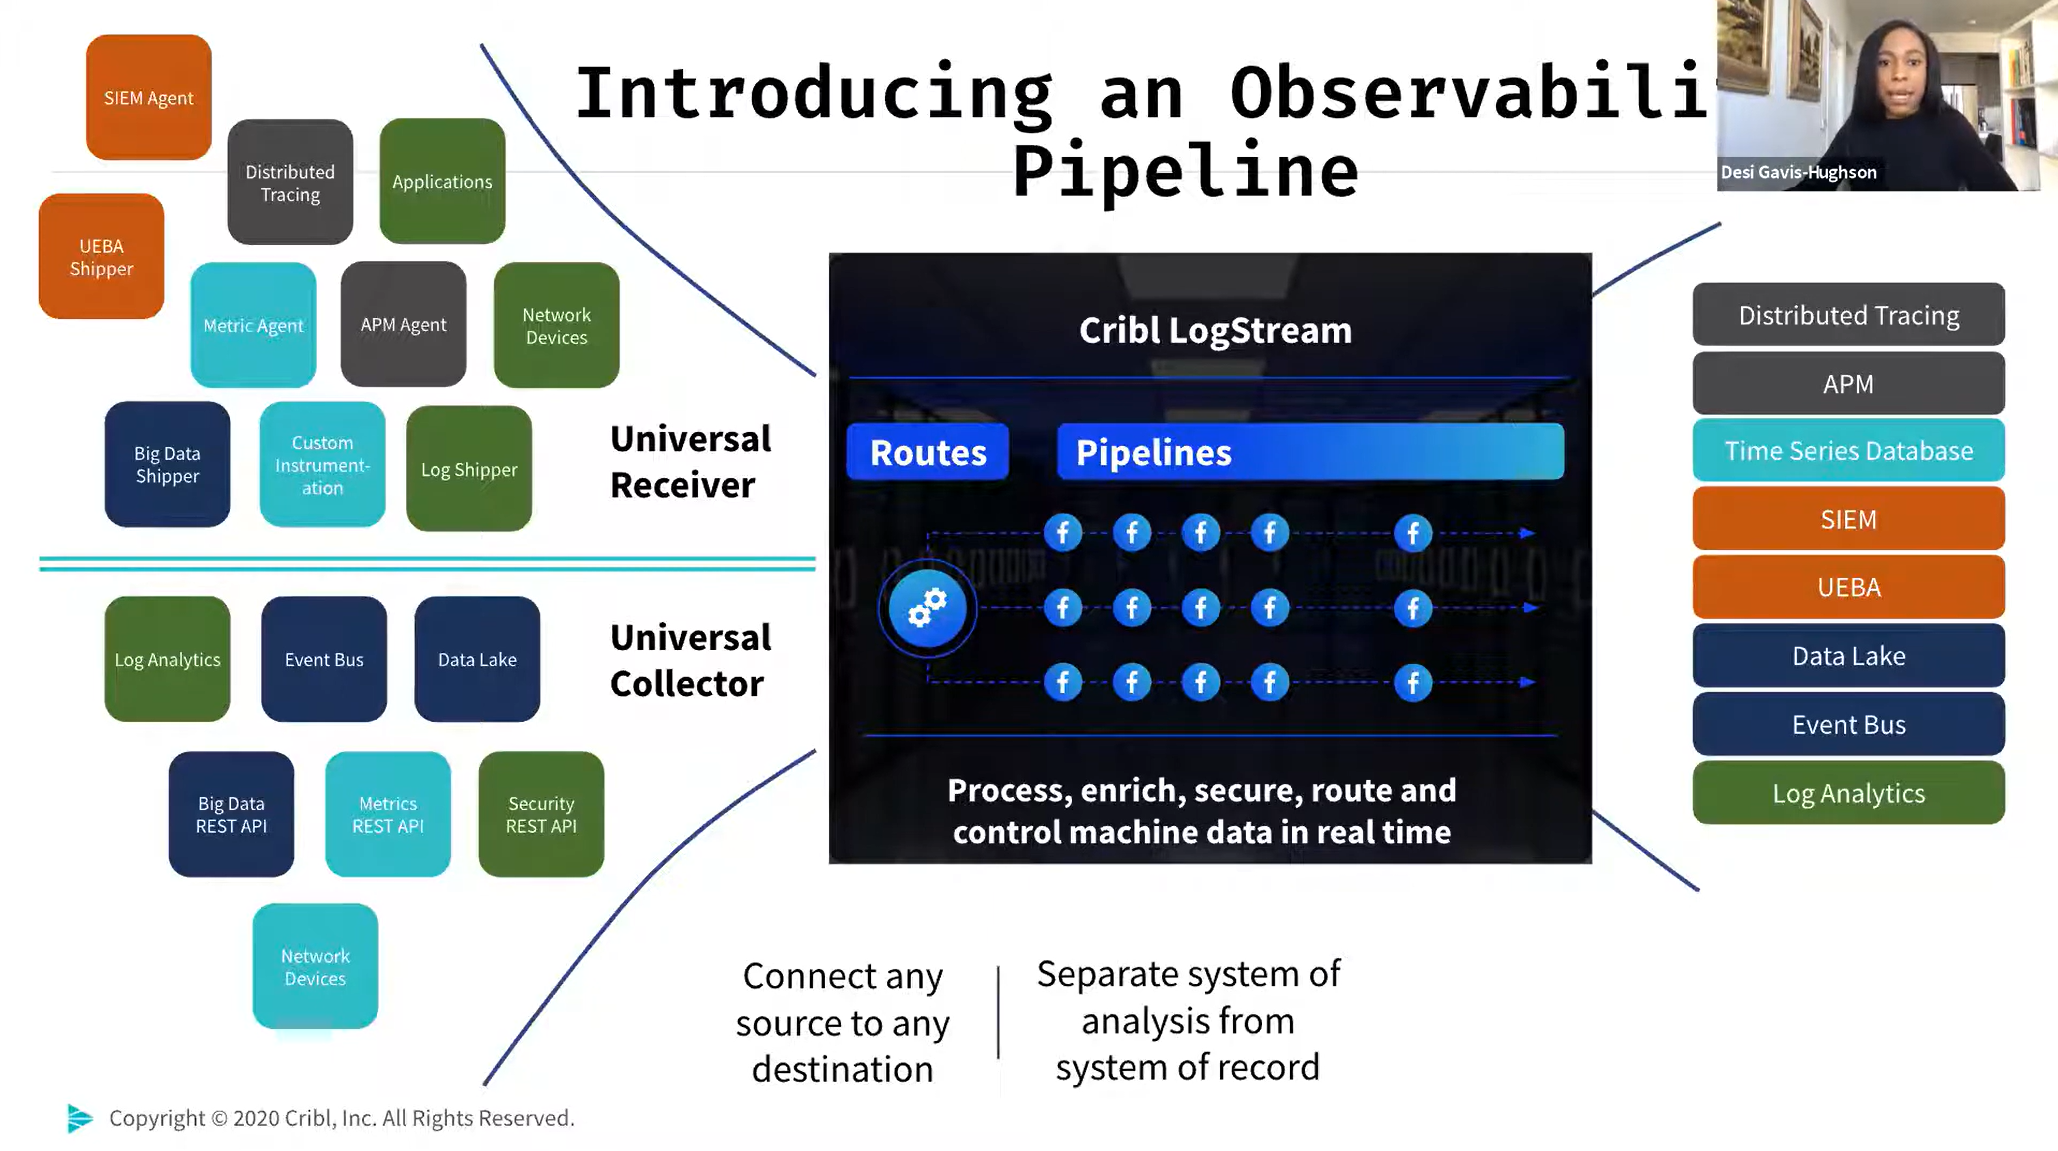 Introducing an Observabili
Pipeline
Desi Gavis-Hughson
SIEM Agent
Distributed
Tracing
Applications
UEBA
Shipper
Metric Agent
APM Agent
Network
Devices
Big Data
Shipper
Custom
Instrument-
ation
Log Shipper
Universal
Receiver
Log Analytics
Event Bus
Data Lake
Universal
Collector
Big Data
REST API
Metrics
REST API
Security
REST API
Network
Devices
Cribl LogStream
Routes
Pipelines
f f f f f
f f f f f
f f f f f
Process, enrich, secure, route and
control machine data in real time
Distributed Tracing
APM
Time Series Database
SIEM
UEBA
Data Lake
Event Bus
Log Analytics
Connect any
source to any
destination
Separate system of
analysis from
system of record
Copyright © 2020 Cribl, Inc. All Rights Reserved.